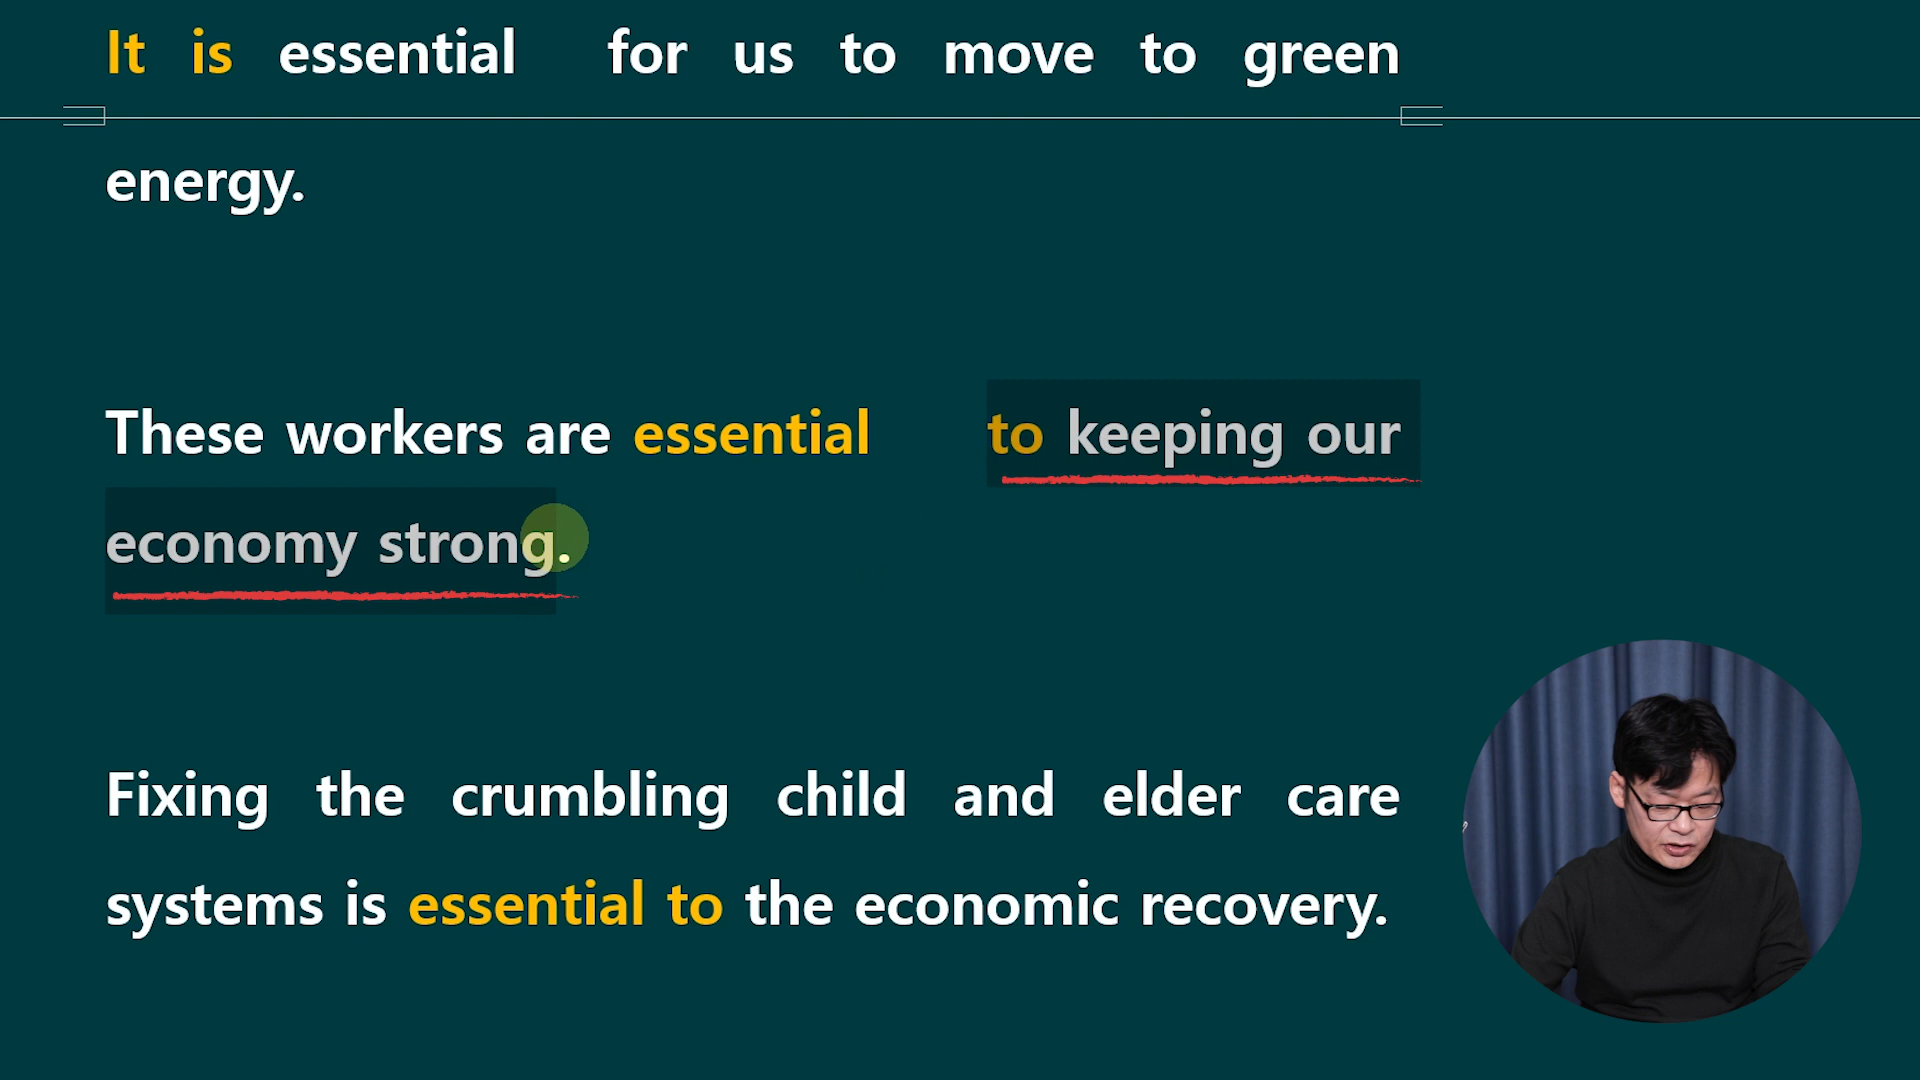 It is essential for us to move to green
energy.
These workers are essential to keeping our
economy strong.
Fixing the crumbling child and elder care
systems is essential to the economic recovery.